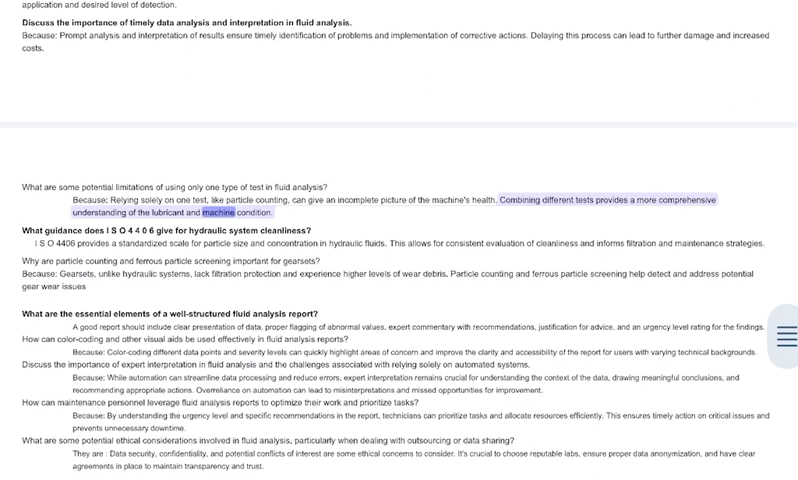 application and desired level of detection.
Discuss the importance of timely data analysis and interpretation in fluid analysis.
Because: Prompt analysis and interpretation of results ensure timely identification of problems and implementation of corrective actions. Delaying this process can lead to further damage and increased
costs.
What are some potential limitations of using only one type of test in fluid analysis?
Because: Relying solely on one test, like particle counting, can give an incomplete picture of the machine's health. Combining different tests provides a more comprehensive
understanding of the lubricant and machine condition.
What guidance does I S O 4 4 0 6 give for hydraulic system cleanliness?
I S O 4406 provides a standardized scale for particle size and concentration in hydraulic fluids. This allows for consistent evaluation of cleanliness and informs filtration and maintenance strategies.
Why are particle counting and ferrous particle screening important for gearsets?
Because: Gearsets, unlike hydraulic systems, lack filtration protection and experience higher levels of wear debris. Particle counting and ferrous particle screening help detect and address potential
gear wear issues
What are the essential elements of a well-structured fluid analysis report?
A good report should include clear presentation of data, proper flagging of abnormal values, expert commentary with recommendations, justification for advice, and an urgency level rating for the findings.
How can color-coding and other visual aids be used effectively in fluid analysis reports?
Because: Color-coding different data points and severity levels can quickly highlight areas of concern and improve the clarity and accessibility of the report for users with varying technical backgrounds.
Discuss the importance of expert interpretation in fluid analysis and the challenges associated with relying solely on automated systems.
Because: While automation can streamline data processing and reduce errors, expert interpretation remains crucial for understanding the context of the data, drawing meaningful conclusions, and
recommending appropriate actions. Overreliance on automation can lead to misinterpretations and missed opportunities for improvement.
How can maintenance personnel leverage fluid analysis reports to optimize their work and prioritize tasks?
Because: By understanding the urgency level and specific recommendations in the report, technicians can prioritize tasks and allocate resources efficiently. This ensures timely action on critical issues and
prevents unnecessary downtime.
What are some potential ethical considerations involved in fluid analysis, particularly when dealing with outsourcing or data sharing?
They are : Data security, confidentiality, and potential conflicts of interest are some ethical concerns to consider. It's crucial to choose reputable labs, ensure proper data anonymization, and have clear
agreements in place to maintain transparency and trust.